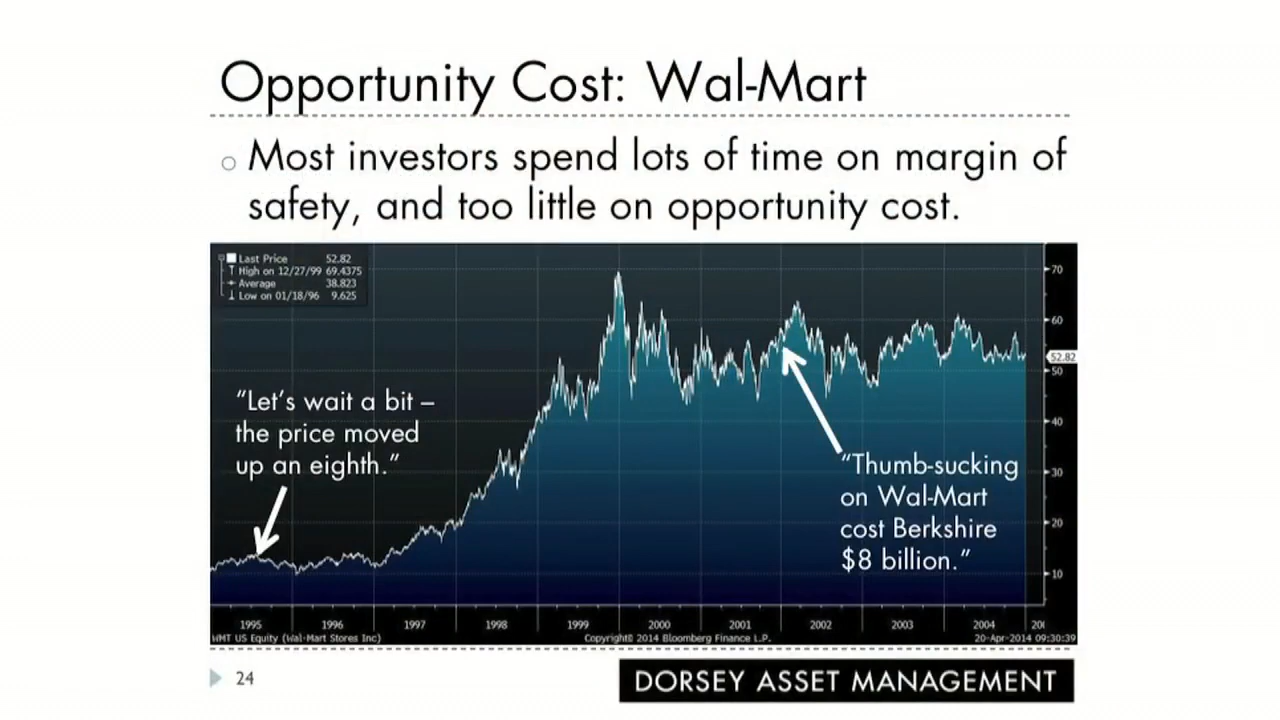 Opportunity Cost: Wal-Mart
Most investors spend lots of time on margin of
safety, and too little on opportunity cost.
Last Price 52.82
High on 12/27/99 69.4375
Average 38.823
Low on 01/18/96 9.625
70
60
52.82
50
40
30
20
10
"Let's wait a bit –
the price moved
up an eighth."
"Thumb-sucking
on Wal-Mart
cost Berkshire
$8 billion."
1995 1996 1997 1998 1999 2000 2001 2002 2003 2004 20
WMT US Equity (Wal-Mart Stores Inc) Copyright© 2014 Bloomberg Finance L.P. 20-Apr-2014 09:30:39
24
DORSEY ASSET MANAGEMENT